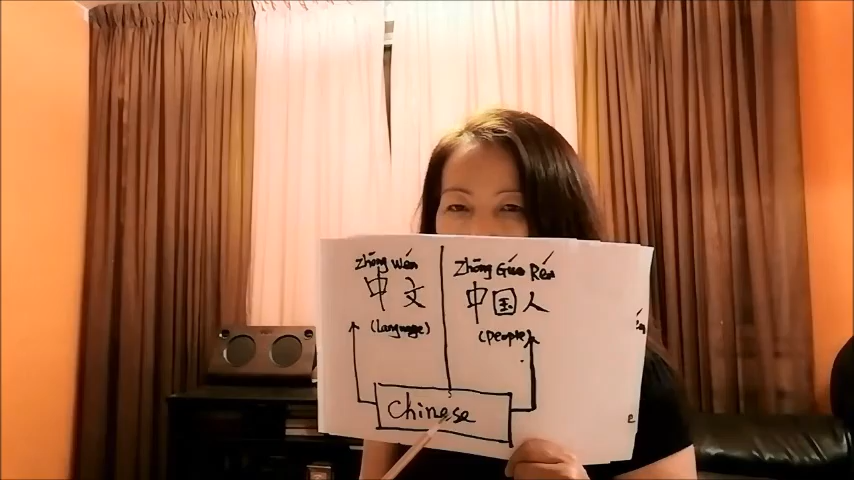 Zhōng Wén
中文
(Language)
Zhōng Guó Rén
中国人
(People)
Chinese